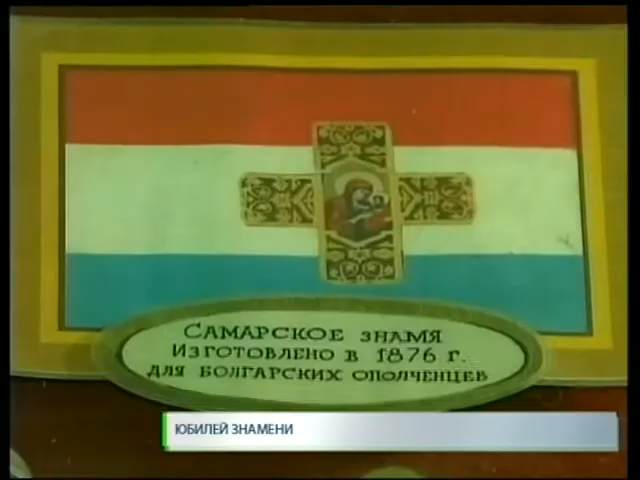 САМАРСКОЕ ЗНАМЯ
ИЗГОТОВЛЕНО В 1876 Г.
ДЛЯ БОЛГАРСКИХ ОПОЛЧЕНЦЕВ
ЮБИЛЕЙ ЗНАМЕНИ